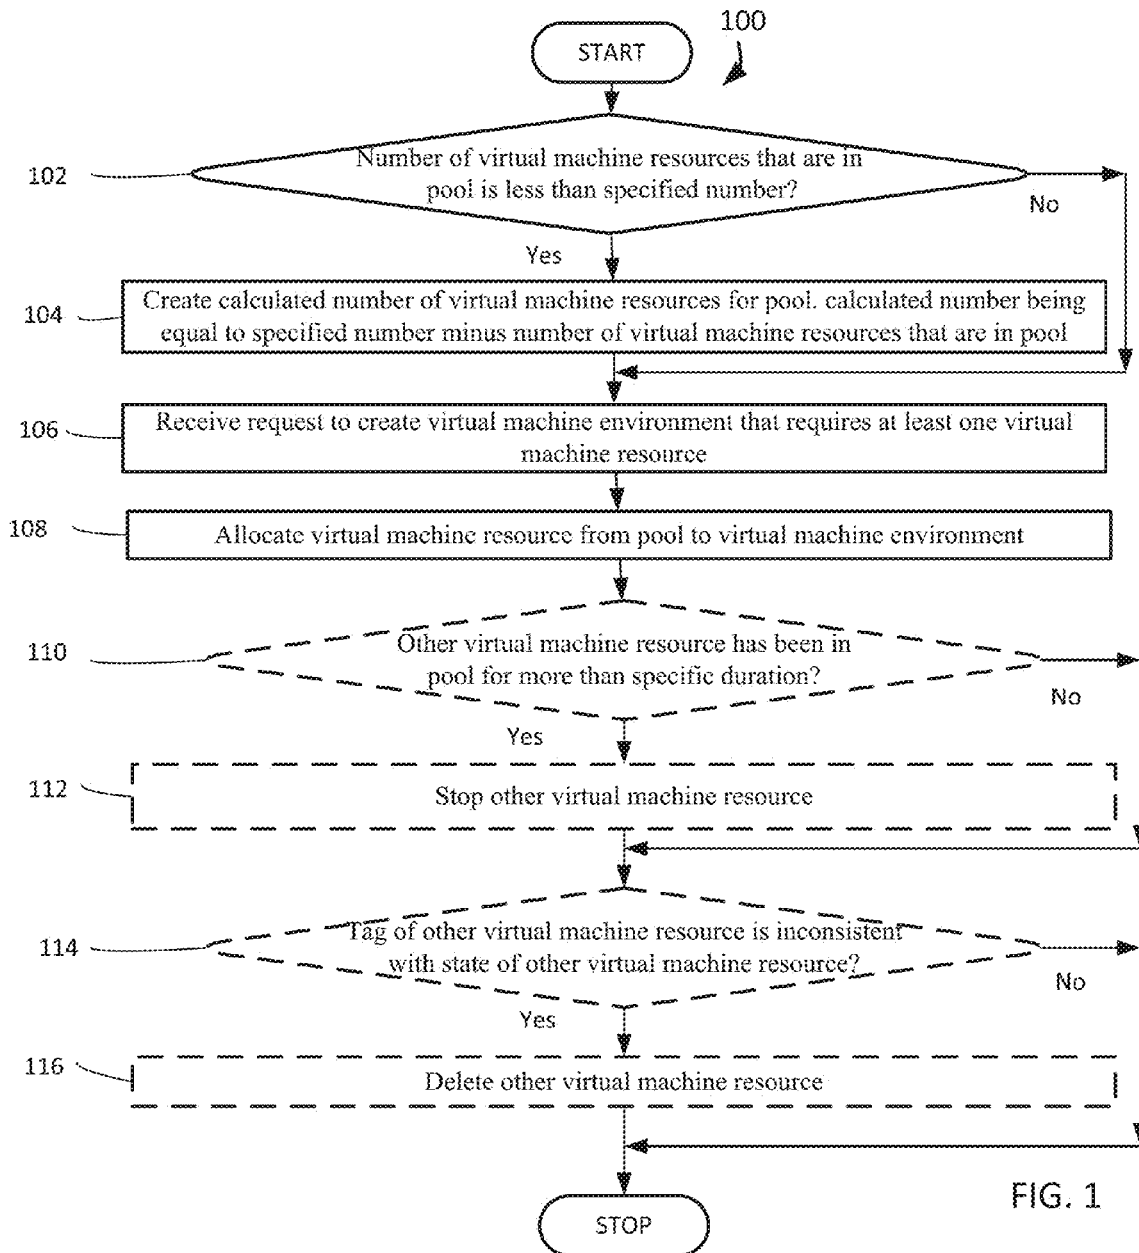 100
START
102
Number of virtual machine resources that are in
pool is less than specified number?
No
Yes
104
Create calculated number of virtual machine resources for pool. calculated number being
equal to specified number minus number of virtual machine resources that are in pool
106
Receive request to create virtual machine environment that requires at least one virtual
machine resource
108
Allocate virtual machine resource from pool to virtual machine environment
110
Other virtual machine resource has been in
pool for more than specific duration?
No
Yes
112
Stop other virtual machine resource
114
Tag of other virtual machine resource is inconsistent
with state of other virtual machine resource?
No
Yes
116
Delete other virtual machine resource
FIG. 1
STOP